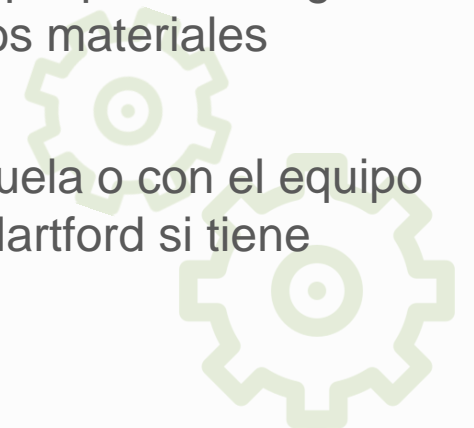 os materiales
uela o con el equipo
lartford si tiene